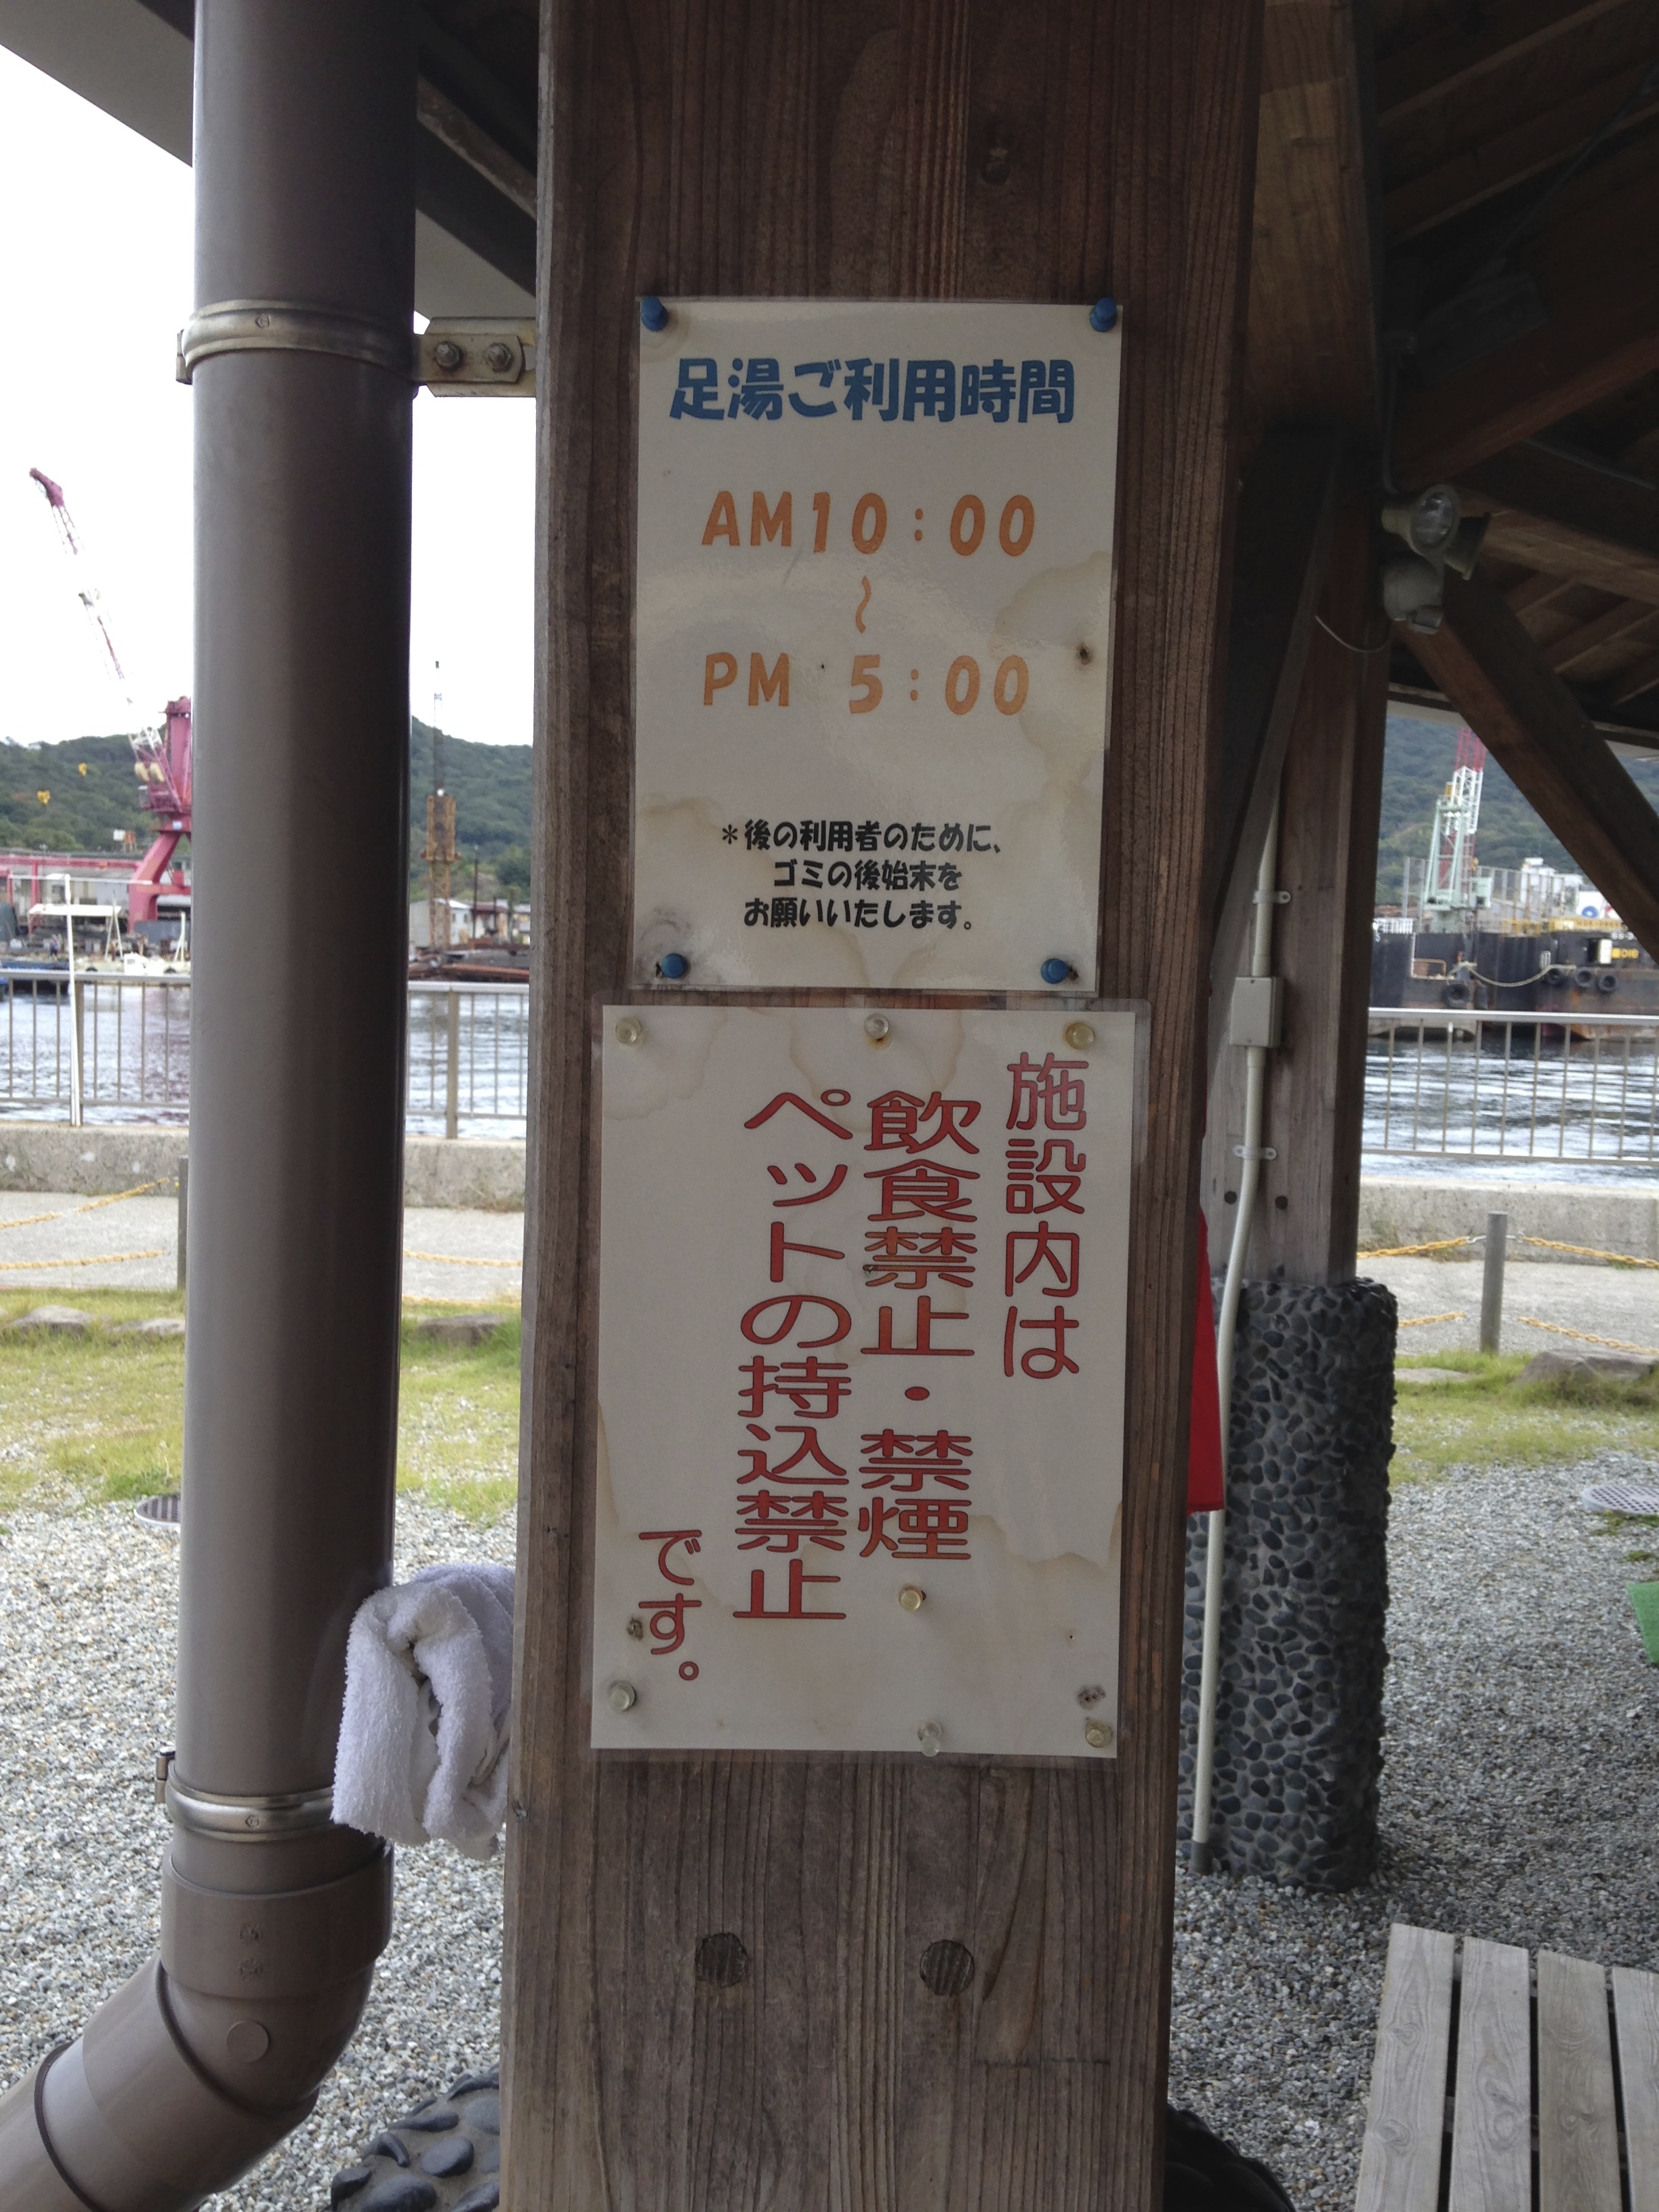 足湯ご利用時間
AM10:00
~
PM 5:00
＊後の利用者のために、
ゴミの後始末を
お願いいたします。
施設内は
飲食禁止・禁煙
ペットの持込禁止
です。